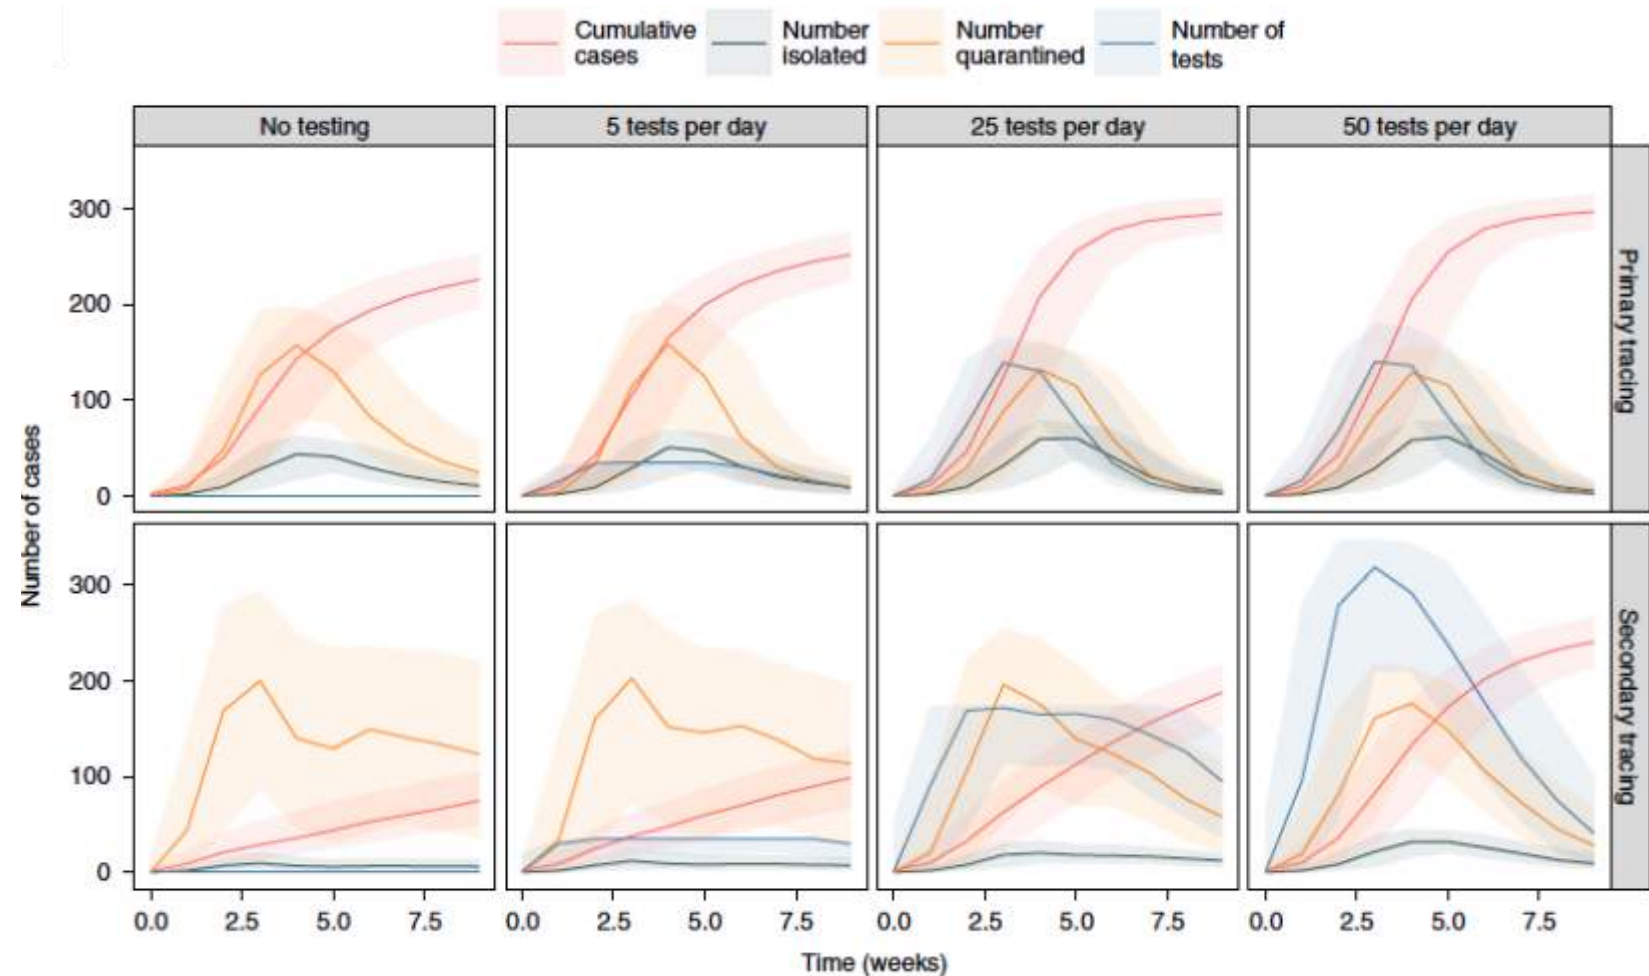 Cumulative cases
Number isolated
Number quarantined
Number of tests
No testing
5 tests per day
25 tests per day
50 tests per day
300
200
100
0
Primary tracing
Number of cases
300
200
100
0
Secondary tracing
0.0 2.5 5.0 7.5
0.0 2.5 5.0 7.5
0.0 2.5 5.0 7.5
0.0 2.5 5.0 7.5
Time (weeks)